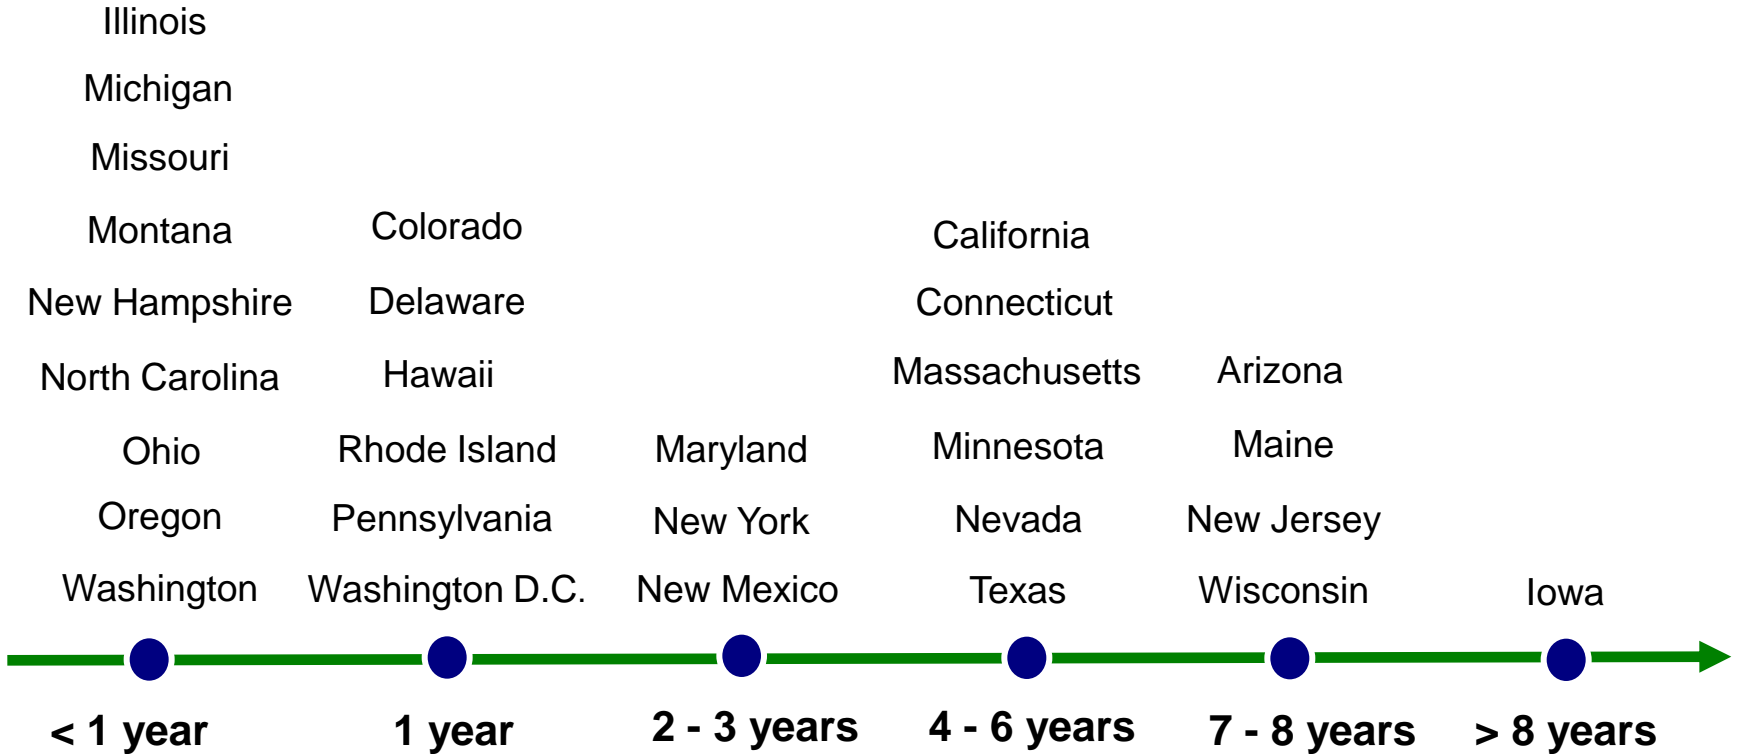 Illinois
Michigan
Missouri
Montana
New Hampshire
North Carolina
Ohio
Oregon
Washington
< 1 year
Colorado
Delaware
Hawaii
Rhode Island
Pennsylvania
Washington D.C.
1 year
Maryland
New York
New Mexico
2 - 3 years
California
Connecticut
Massachusetts
Minnesota
Nevada
Texas
4 - 6 years
Arizona
Maine
New Jersey
Wisconsin
7 - 8 years
Iowa
> 8 years